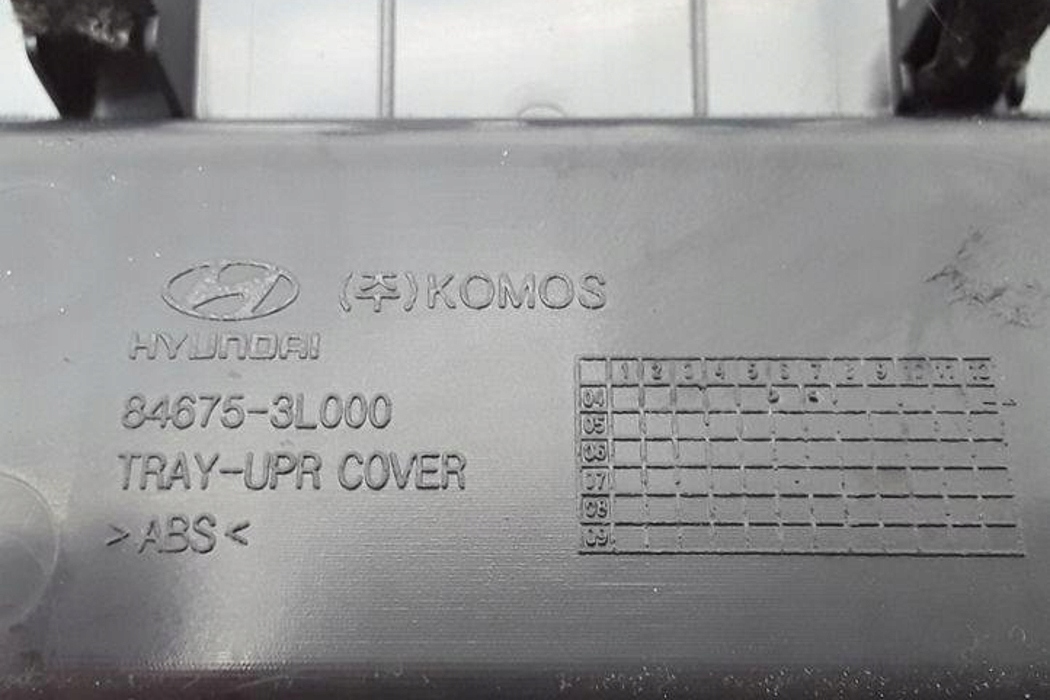 (주)KOMOS
HYUNDAI
84675-3L000
TRAY-UPR COVER
>ABS<
1 2 3 4 5 6 7 8 9 10 11 12
04
05
06
07
08
09